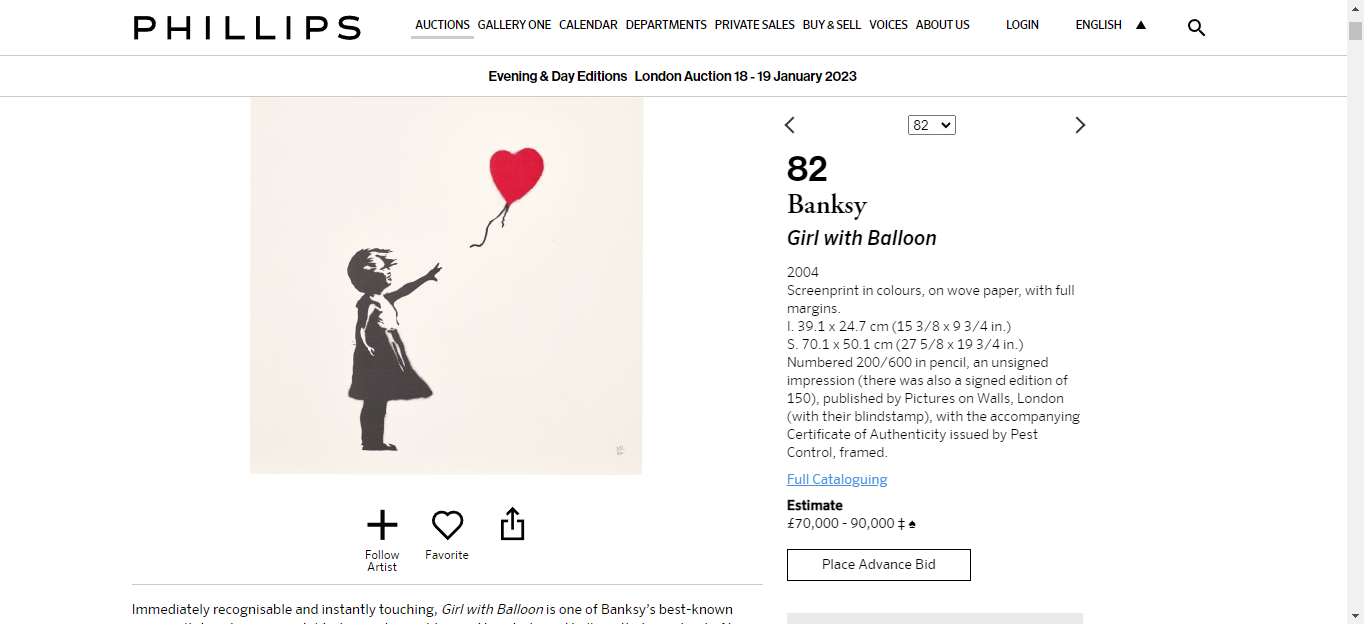 PHILLIPS
AUCTIONS GALLERY ONE CALENDAR DEPARTMENTS PRIVATE SALES BUY & SELL VOICES ABOUT US LOGIN ENGLISH ▲
Evening & Day Editions London Auction 18 - 19 January 2023
82
82
Banksy
Girl with Balloon
2004
Screenprint in colours, on wove paper, with full
margins.
I. 39.1 x 24.7 cm (15 3/8 x 9 3/4 in.)
S. 70.1 x 50.1 cm (27 5/8 x 19 3/4 in.)
Numbered 200/600 in pencil, an unsigned
impression (there was also a signed edition of
150), published by Pictures on Walls, London
(with their blindstamp), with the accompanying
Certificate of Authenticity issued by Pest
Control, framed.
Full Cataloguing
Estimate
£70,000 - 90,000 ‡ ♠
Place Advance Bid
Follow
Artist
Favorite
Immediately recognisable and instantly touching, Girl with Balloon is one of Banksy's best-known